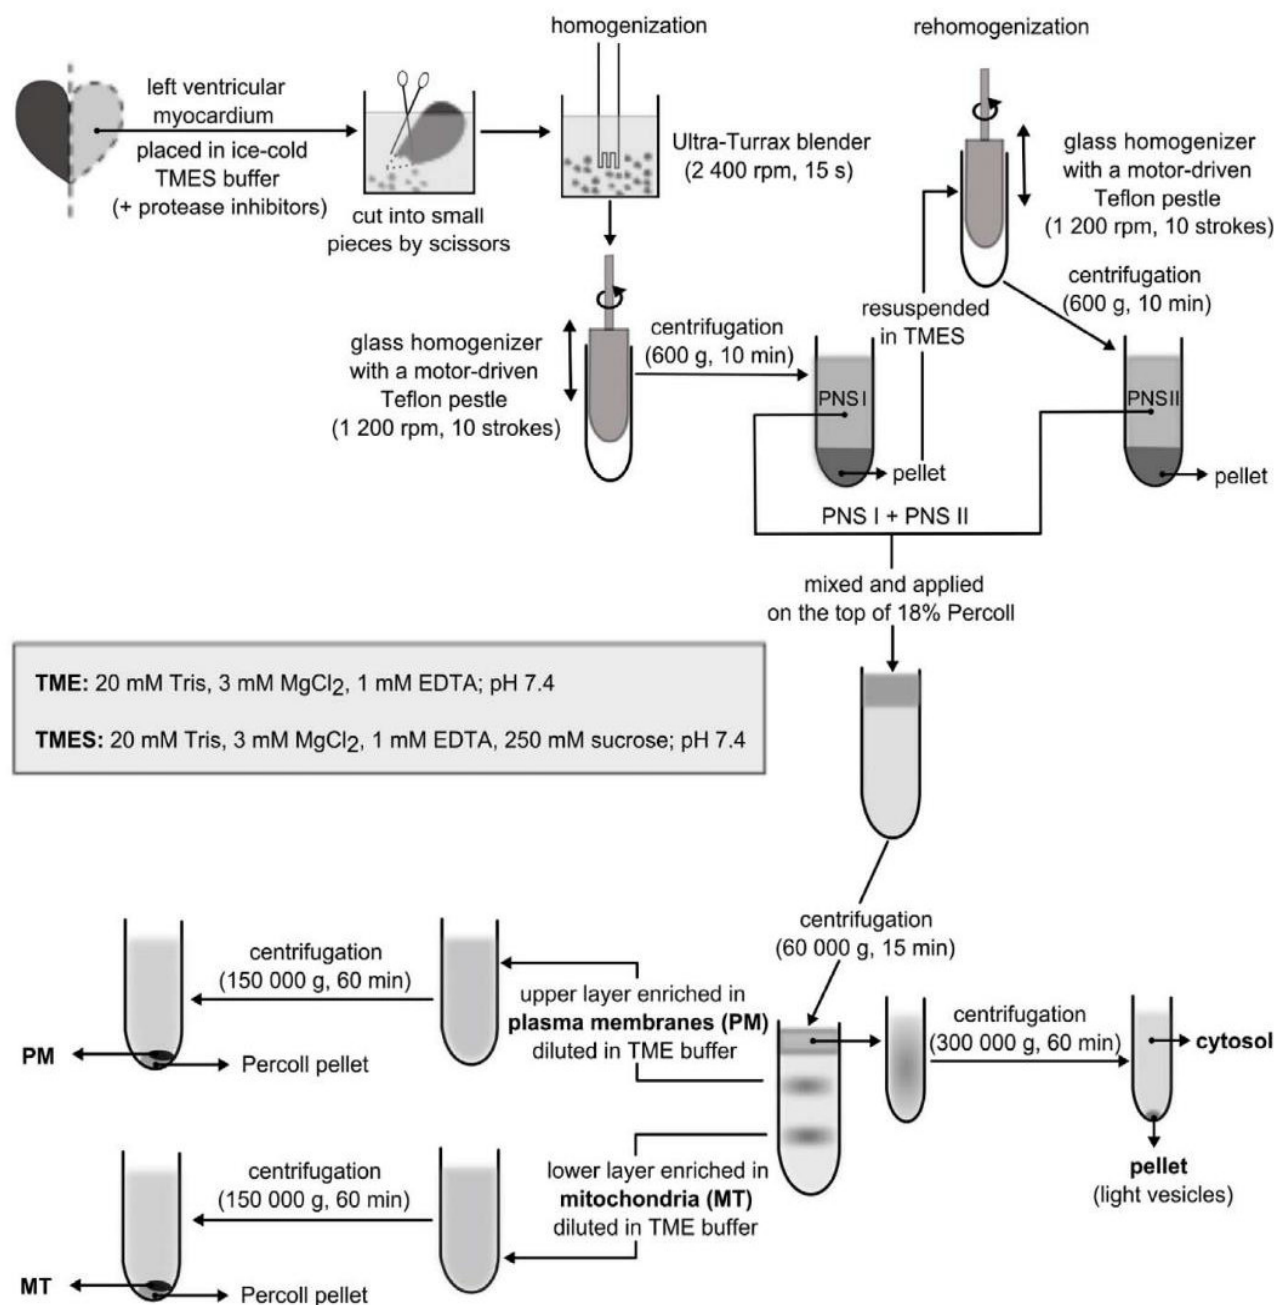 homogenization
rehomogenization
left ventricular
myocardium
placed in ice-cold
TMES buffer
(+ protease inhibitors)
cut into small
pieces by scissors
Ultra-Turrax blender
(2 400 rpm, 15 s)
glass homogenizer
with a motor-driven
Teflon pestle
(1 200 rpm, 10 strokes)
centrifugation
(600 g, 10 min)
resuspended
in TMES
glass homogenizer
with a motor-driven
Teflon pestle
(1 200 rpm, 10 strokes)
centrifugation
(600 g, 10 min)
PNS I
PNS II
pellet
pellet
PNS I + PNS II
mixed and applied
on the top of 18% Percoll
TME: 20 mM Tris, 3 mM MgCl2, 1 mM EDTA; pH 7.4
TMES: 20 mM Tris, 3 mM MgCl2, 1 mM EDTA, 250 mM sucrose; pH 7.4
centrifugation
(60 000 g, 15 min)
centrifugation
(150 000 g, 60 min)
upper layer enriched in
plasma membranes (PM)
diluted in TME buffer
centrifugation
(300 000 g, 60 min)
cytosol
PM
Percoll pellet
pellet
(light vesicles)
centrifugation
(150 000 g, 60 min)
lower layer enriched in
mitochondria (MT)
diluted in TME buffer
MT
Percoll pellet